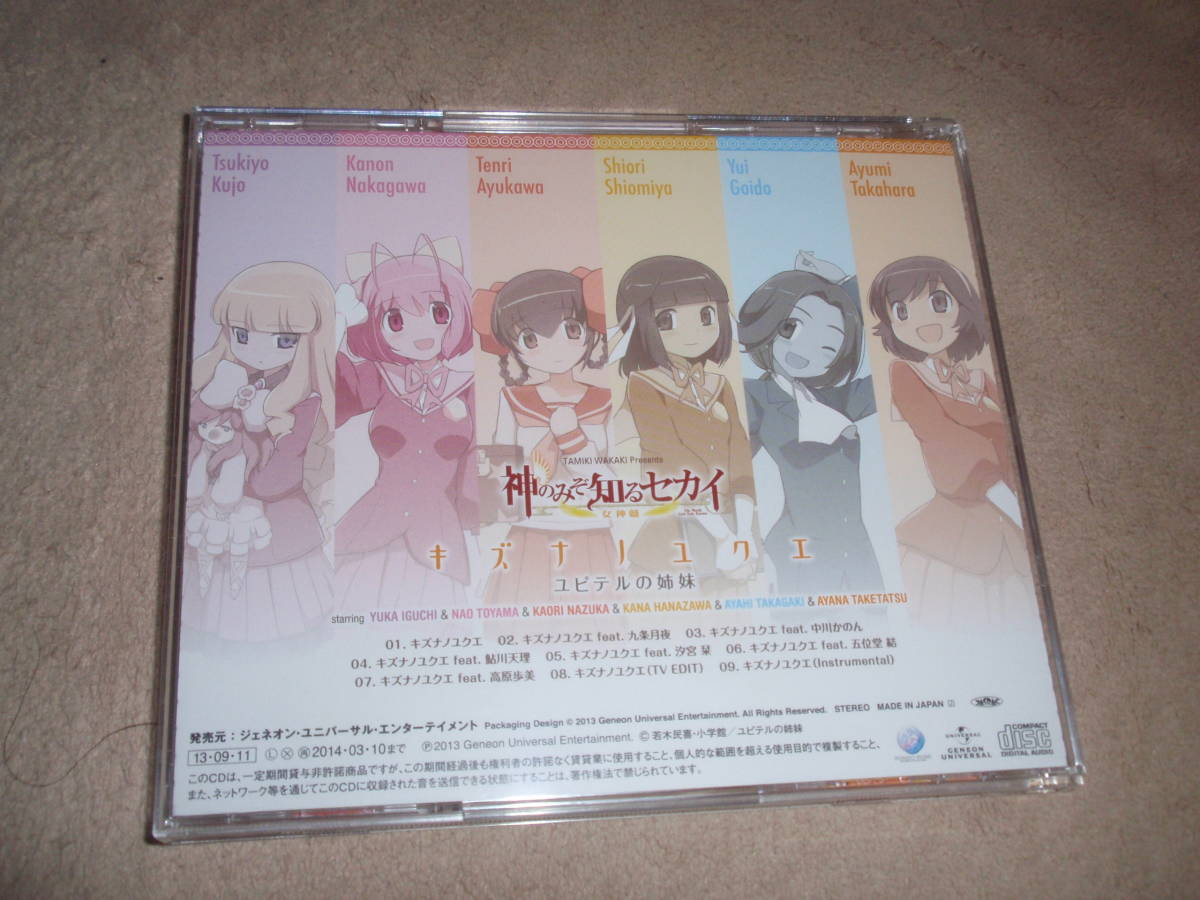 Tsukiyo Kujo
Kanon Nakagawa
Tenri Ayukawa
Shiori Shiomiya
Yui Goido
Ayumi Takahara
TAMIKI WAKAKI Presents
神のみぞ知るセカイ
女神篇
キズナノユクエ
ユピテルの姉妹
starring YUKA IGUCHI & NAO TOYAMA & KAORI NAZUKA & KANA HANAZAWA & AYAHI TAKAGAKI & AYANA TAKETATSU
01. キズナノユクエ 02. キズナノユクエ feat. 九条月夜 03. キズナノユクエ feat. 中川かのん
04. キズナノユクエ feat. 鮎川天理 05. キズナノユクエ feat. 汐宮 栞 06. キズナノユクエ feat. 五位堂 結
07. キズナノユクエ feat. 高原歩美 08. キズナノユクエ(TV EDIT) 09. キズナノユクエ(Instrumental)
発売元:ジェネオン・ユニバーサル・エンターテイメント Packaging Design © 2013 Geneon Universal Entertainment. All Rights Reserved. STEREO MADE IN JAPAN
13・09・11 Ⓛ Ⓧ 2014・03・10まで ℗2013 Geneon Universal Entertainment. © 若木民喜・小学館/ユピテルの姉妹
このCDは、一定期間貸与非許諾商品ですが、この期間経過後も権利者の許諾なく賃貸業に使用すること、個人的な範囲を超える使用目的で複製すること、
また、ネットワーク等を通じてこのCDに収録された音を送信できる状態にすることは、著作権法で禁じられています。
GENEON UNIVERSAL
COMPACT disc DIGITAL AUDIO